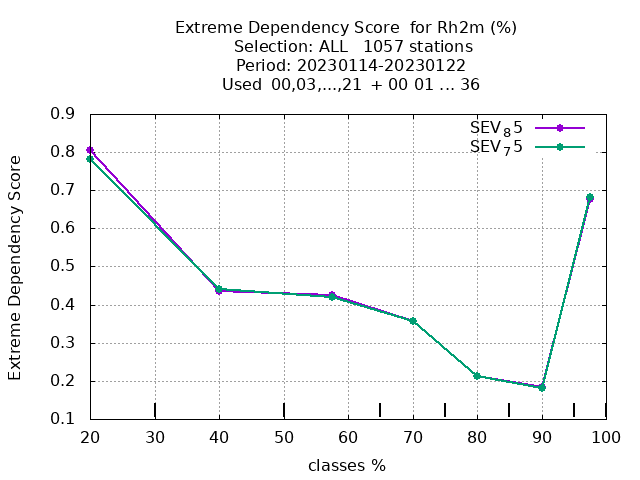 Extreme Dependency Score  for Rh2m (%)
Selection: ALL   1057 stations
Period: 20230114-20230122
Used  00,03,...,21  + 00 01 ... 36
SEV₈5
SEV₇5
Extreme Dependency Score
0.9
0.8
0.7
0.6
0.5
0.4
0.3
0.2
0.1
20 30 40 50 60 70 80 90 100
classes %